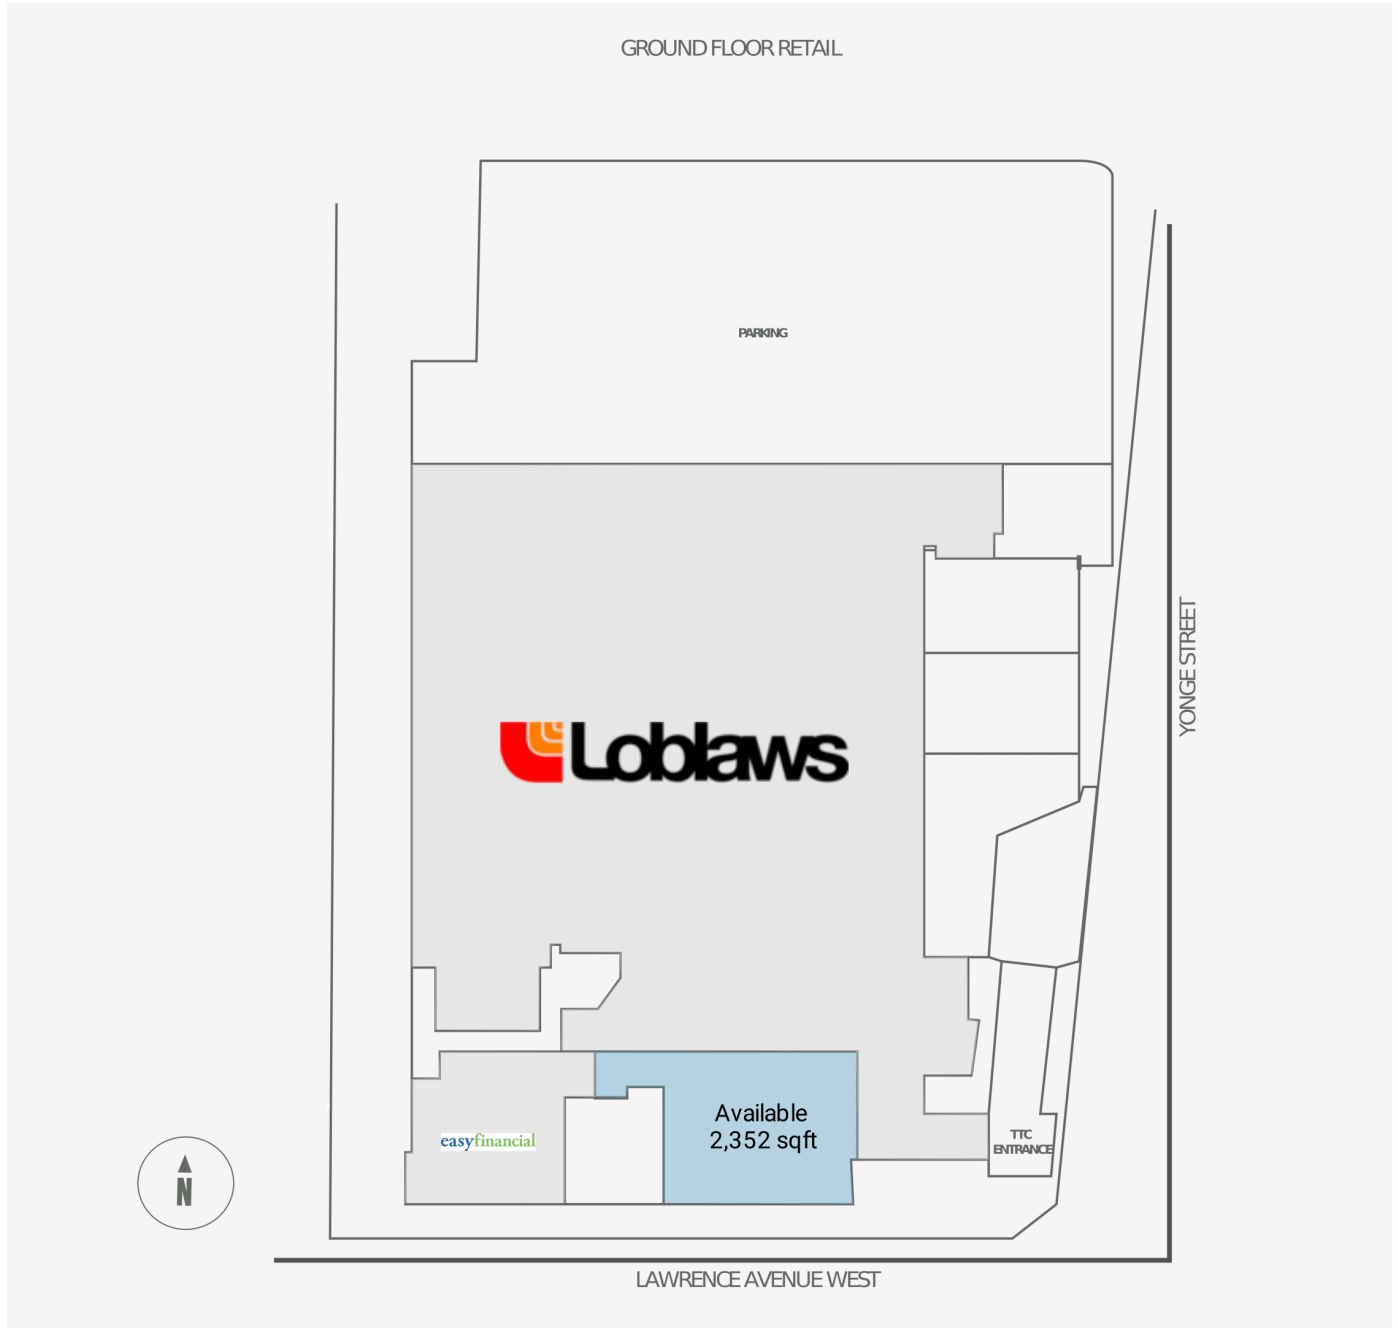 GROUND FLOOR RETAIL
PARKING
YONGE STREET
Loblaws
Available
2,352 sqft
easyfinancial
TTC
ENTRANCE
N
LAWRENCE AVENUE WEST